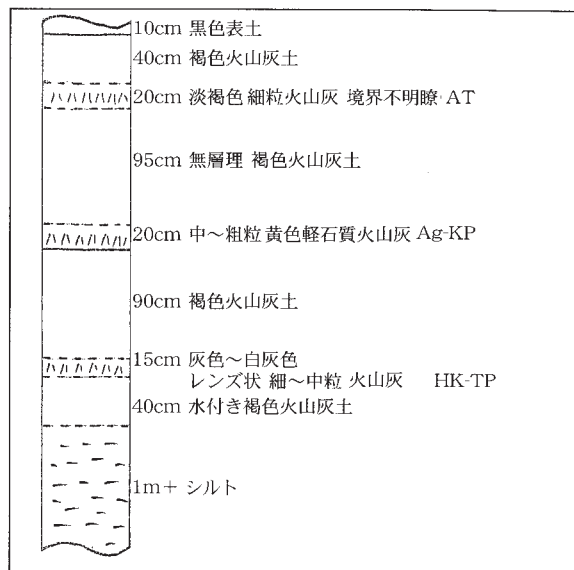 10cm 黒色表土
40cm 褐色火山灰土
20cm 淡褐色 細粒火山灰 境界不明瞭 AT
95cm 無層理 褐色火山灰土
20cm 中～粗粒 黄色軽石質火山灰 Ag-KP
90cm 褐色火山灰土
15cm 灰色～白灰色
レンズ状 細～中粒 火山灰 HK-TP
40cm 水付き褐色火山灰土
1m＋ シルト